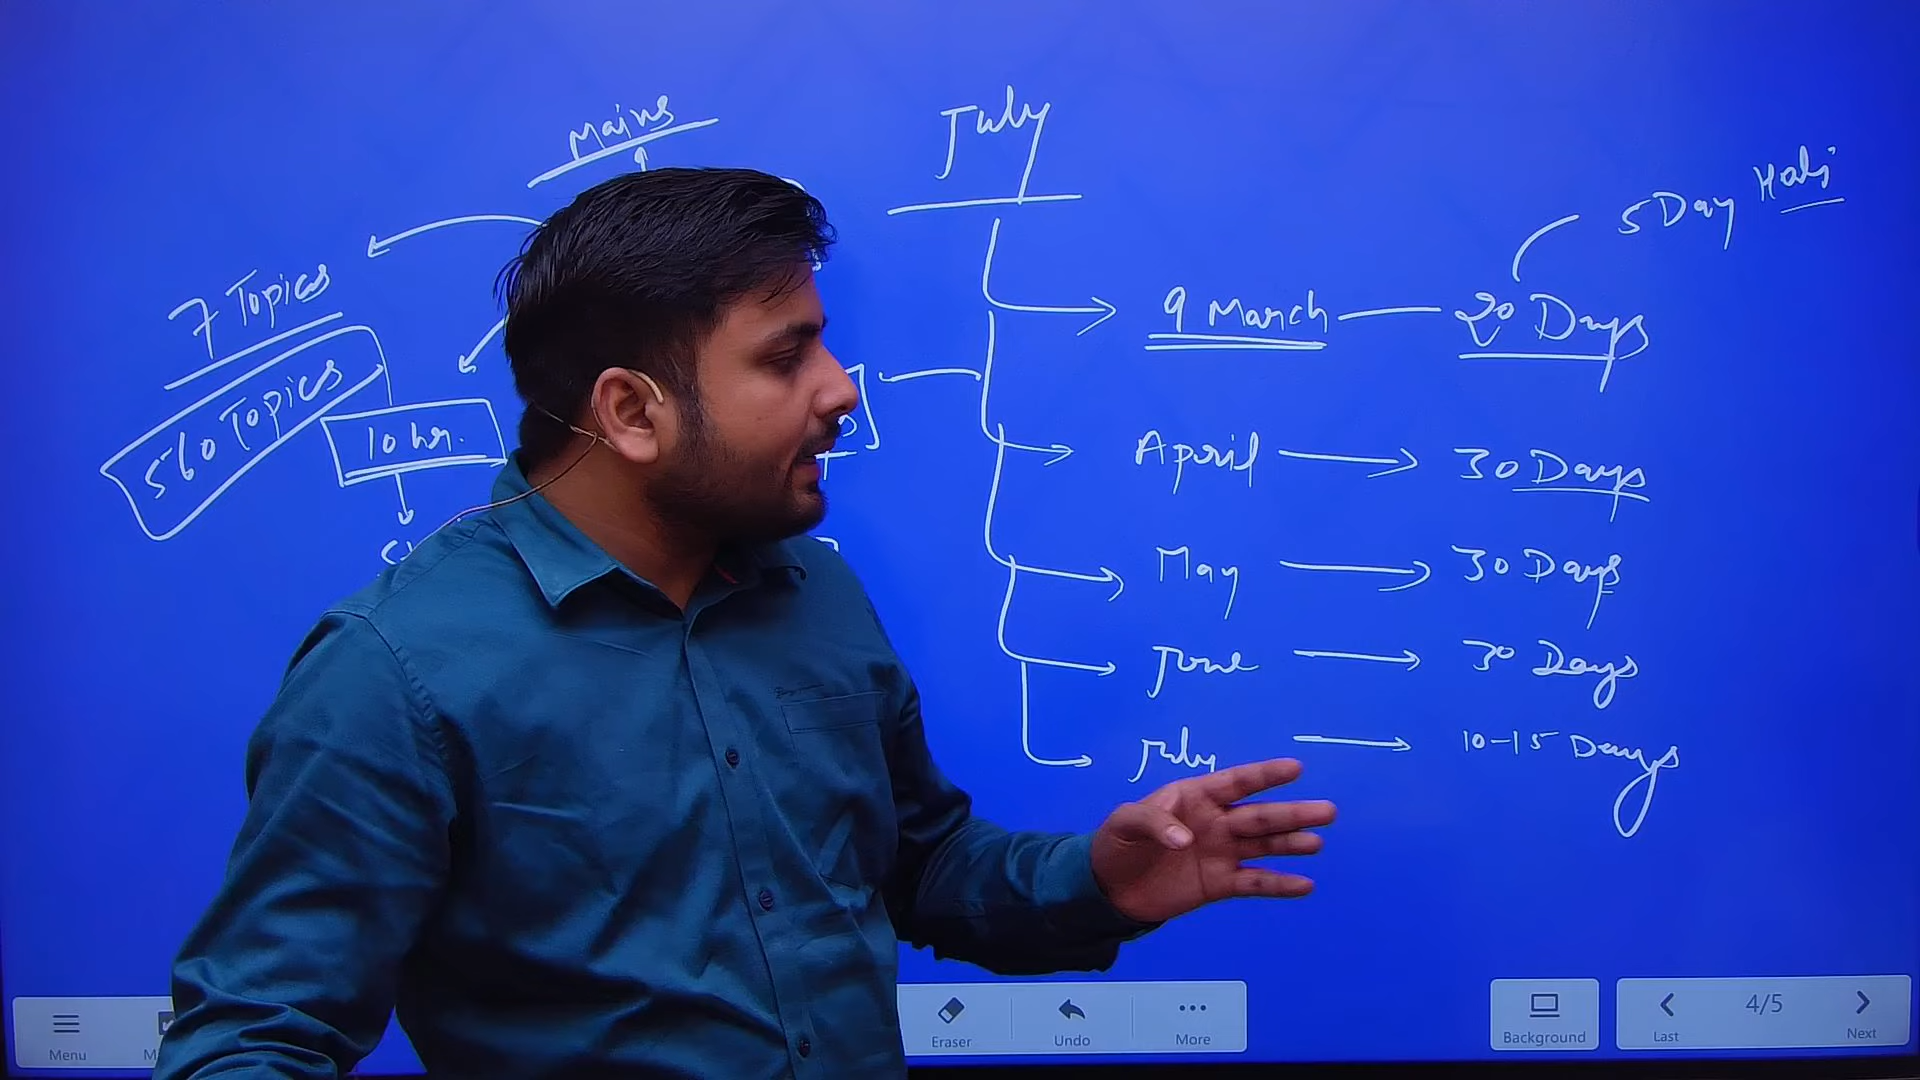 Mains
July
5 Day Holi
7 Topics
9 March — 20 Days
560 Topics
10 hr.
April → 30 Days
May → 30 Days
June → 30 Days
July → 10-15 Days
Menu
Eraser
Undo
More
Background
Last
4/5
Next